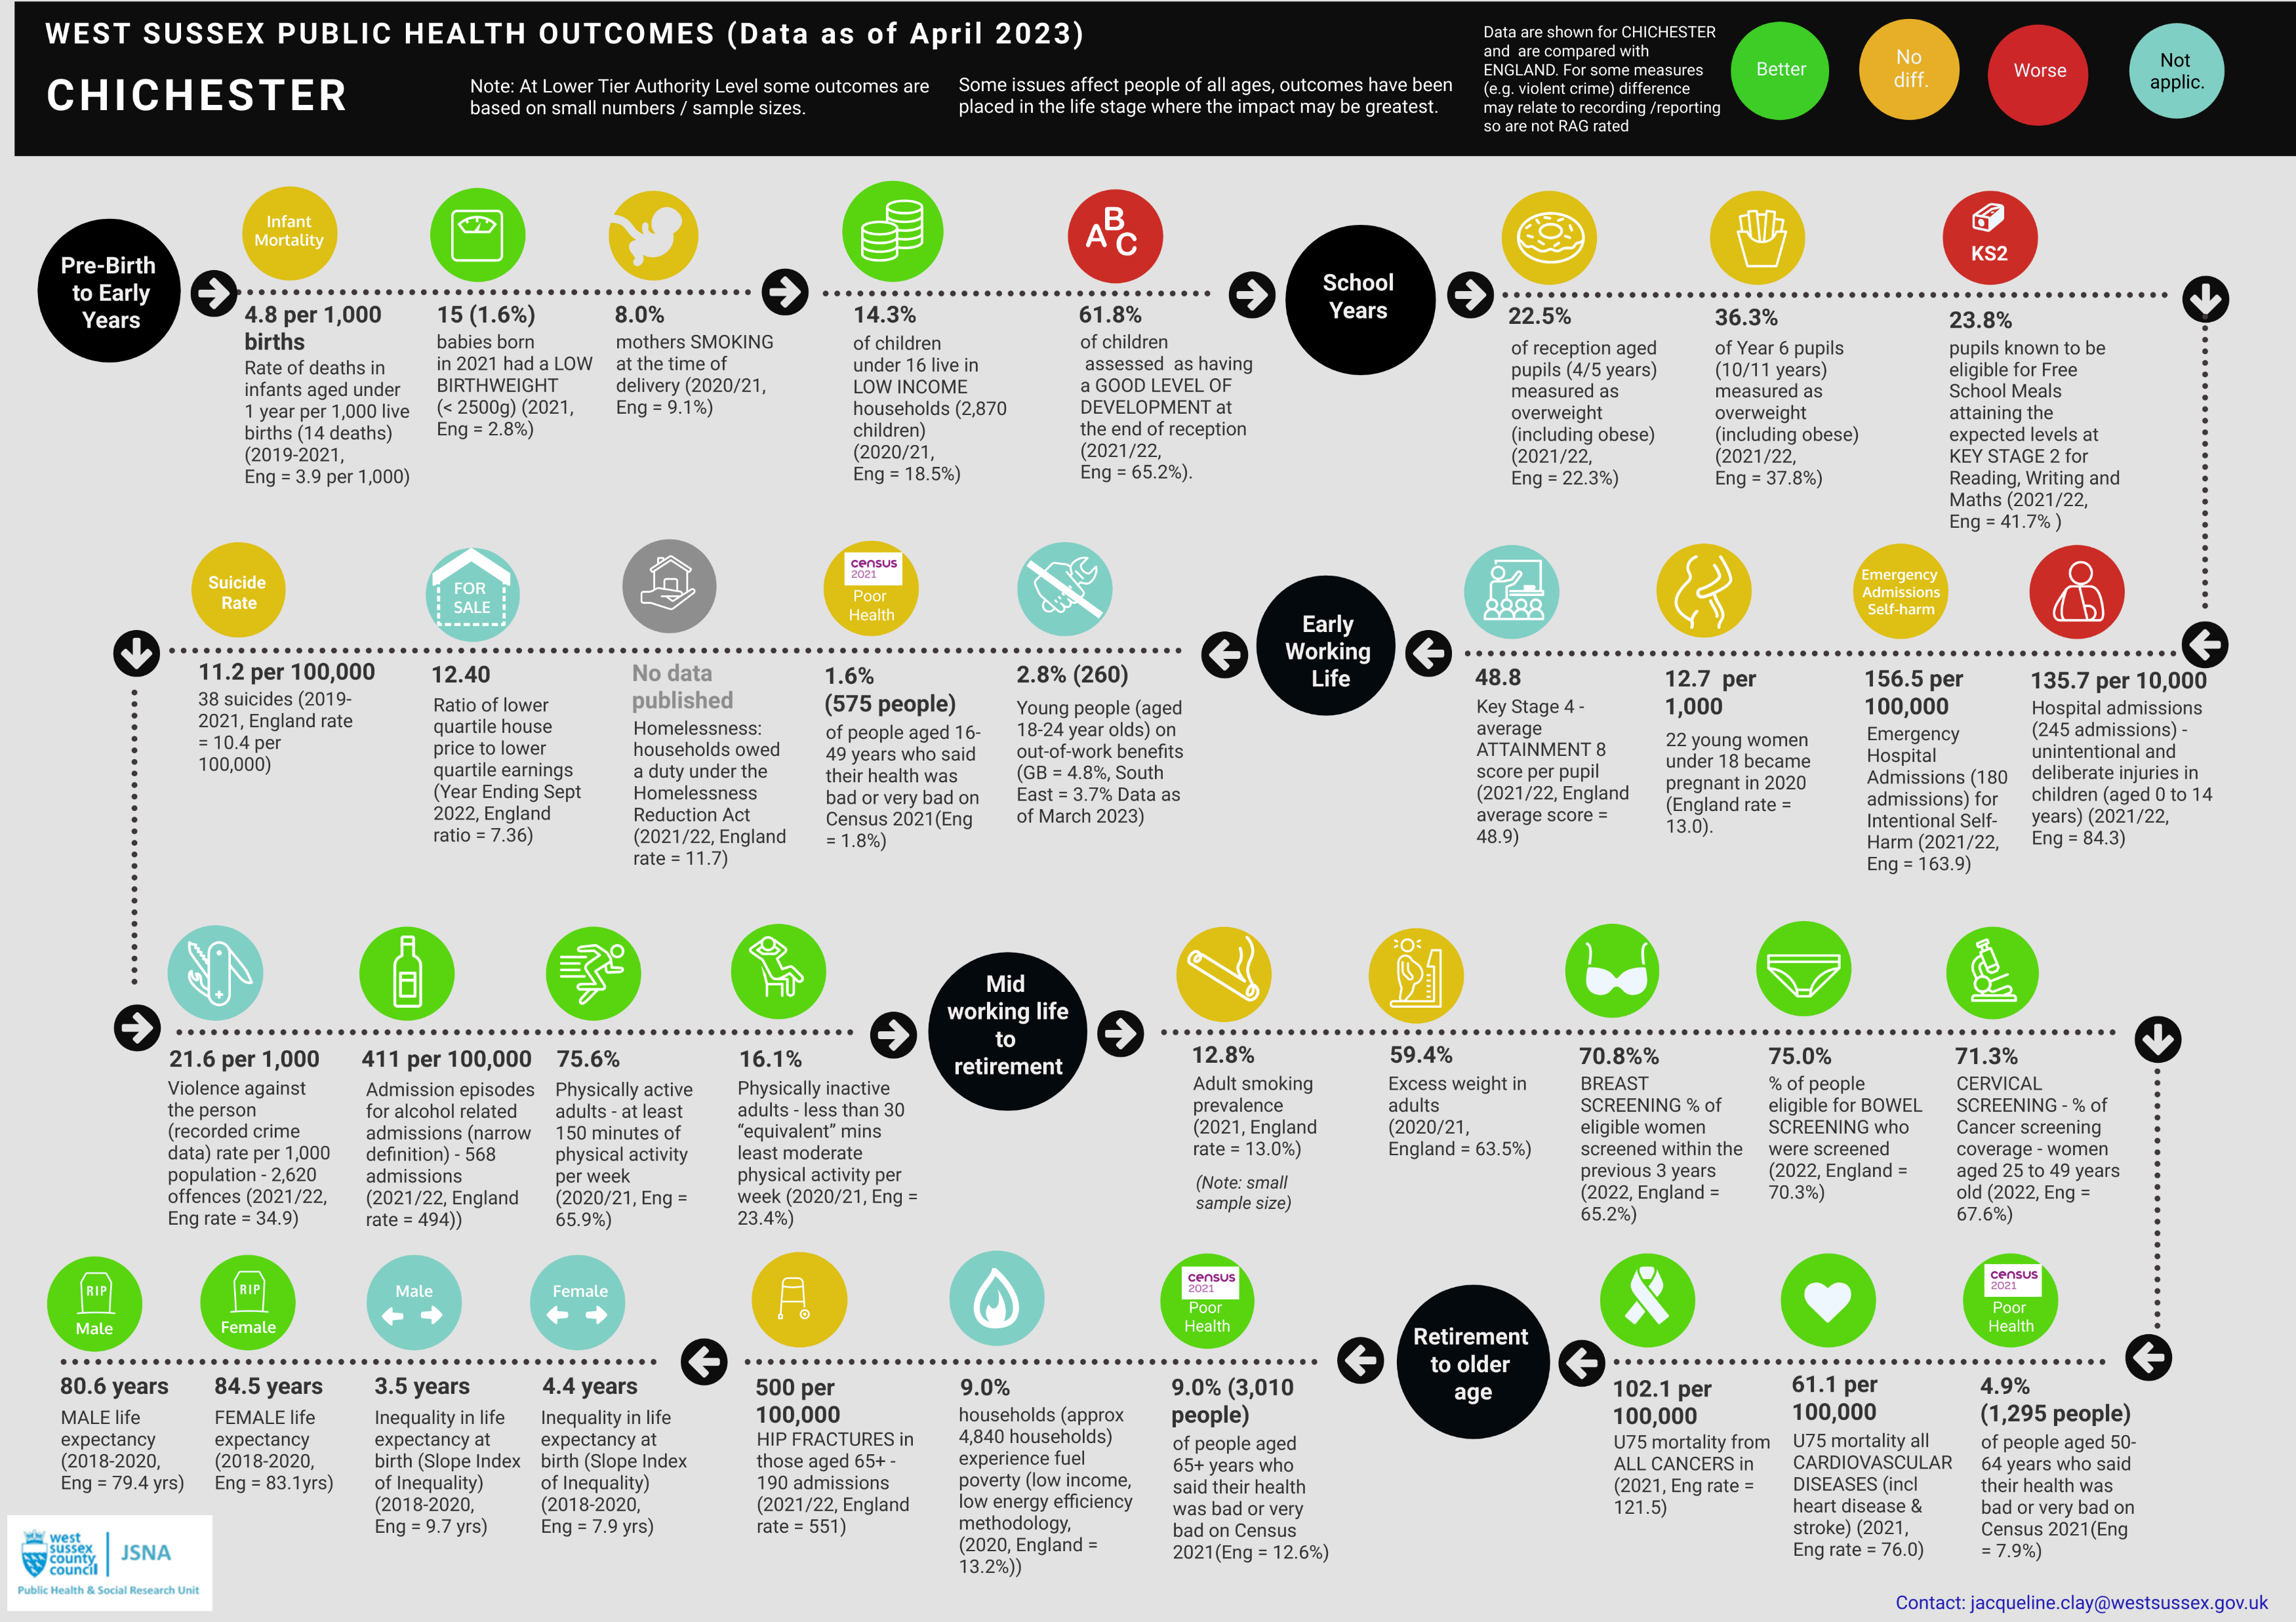 WEST SUSSEX PUBLIC HEALTH OUTCOMES (Data as of April 2023)
CHICHESTER
Note: At Lower Tier Authority Level some outcomes are
based on small numbers / sample sizes.
Some issues affect people of all ages, outcomes have been
placed in the life stage where the impact may be greatest.
Data are shown for CHICHESTER
and are compared with
ENGLAND. For some measures
(e.g. violent crime) difference
may relate to recording /reporting
so are not RAG rated
Better
No
diff.
Worse
Not
applic.
Pre-Birth
to Early
Years
Infant
Mortality
4.8 per 1,000
births
Rate of deaths in
infants aged under
1 year per 1,000 live
births (14 deaths)
(2019-2021,
Eng = 3.9 per 1,000)
15 (1.6%)
babies born
in 2021 had a LOW
BIRTHWEIGHT
(< 2500g) (2021,
Eng = 2.8%)
8.0%
mothers SMOKING
at the time of
delivery (2020/21,
Eng = 9.1%)
14.3%
of children
under 16 live in
LOW INCOME
households (2,870
children)
(2020/21,
Eng = 18.5%)
A B C
61.8%
of children
assessed as having
a GOOD LEVEL OF
DEVELOPMENT at
the end of reception
(2021/22,
Eng = 65.2%).
School
Years
22.5%
of reception aged
pupils (4/5 years)
measured as
overweight
(including obese)
(2021/22,
Eng = 22.3%)
36.3%
of Year 6 pupils
(10/11 years)
measured as
overweight
(including obese)
(2021/22,
Eng = 37.8%)
KS2
23.8%
pupils known to be
eligible for Free
School Meals
attaining the
expected levels at
KEY STAGE 2 for
Reading, Writing and
Maths (2021/22,
Eng = 41.7% )
Suicide
Rate
11.2 per 100,000
38 suicides (2019-
2021, England rate
= 10.4 per
100,000)
FOR
SALE
12.40
Ratio of lower
quartile house
price to lower
quartile earnings
(Year Ending Sept
2022, England
ratio = 7.36)
No data
published
Homelessness:
households owed
a duty under the
Homelessness
Reduction Act
(2021/22, England
rate = 11.7)
census
2021
Poor
Health
1.6%
(575 people)
of people aged 16-
49 years who said
their health was
bad or very bad on
Census 2021(Eng
= 1.8%)
2.8% (260)
Young people (aged
18-24 year olds) on
out-of-work benefits
(GB = 4.8%, South
East = 3.7% Data as
of March 2023)
Early
Working
Life
48.8
Key Stage 4 -
average
ATTAINMENT 8
score per pupil
(2021/22, England
average score =
48.9)
12.7 per
1,000
22 young women
under 18 became
pregnant in 2020
(England rate =
13.0).
Emergency
Admissions
Self-harm
156.5 per
100,000
Emergency
Hospital
Admissions (180
admissions) for
Intentional Self-
Harm (2021/22,
Eng = 163.9)
135.7 per 10,000
Hospital admissions
(245 admissions) -
unintentional and
deliberate injuries in
children (aged 0 to 14
years) (2021/22,
Eng = 84.3)
21.6 per 1,000
Violence against
the person
(recorded crime
data) rate per 1,000
population - 2,620
offences (2021/22,
Eng rate = 34.9)
411 per 100,000
Admission episodes
for alcohol related
admissions (narrow
definition) - 568
admissions
(2021/22, England
rate = 494))
75.6%
Physically active
adults - at least
150 minutes of
physical activity
per week
(2020/21, Eng =
65.9%)
16.1%
Physically inactive
adults - less than 30
“equivalent” mins
least moderate
physical activity per
week (2020/21, Eng =
23.4%)
Mid
working life
to
retirement
12.8%
Adult smoking
prevalence
(2021, England
rate = 13.0%)
(Note: small
sample size)
59.4%
Excess weight in
adults
(2020/21,
England = 63.5%)
70.8%%
BREAST
SCREENING % of
eligible women
screened within the
previous 3 years
(2022, England =
65.2%)
75.0%
% of people
eligible for BOWEL
SCREENING who
were screened
(2022, England =
70.3%)
71.3%
CERVICAL
SCREENING - % of
Cancer screening
coverage - women
aged 25 to 49 years
old (2022, Eng =
67.6%)
RIP
Male
80.6 years
MALE life
expectancy
(2018-2020,
Eng = 79.4 yrs)
RIP
Female
84.5 years
FEMALE life
expectancy
(2018-2020,
Eng = 83.1yrs)
Male
3.5 years
Inequality in life
expectancy at
birth (Slope Index
of Inequality)
(2018-2020,
Eng = 9.7 yrs)
Female
4.4 years
Inequality in life
expectancy at
birth (Slope Index
of Inequality)
(2018-2020,
Eng = 7.9 yrs)
500 per
100,000
HIP FRACTURES in
those aged 65+ -
190 admissions
(2021/22, England
rate = 551)
9.0%
households (approx
4,840 households)
experience fuel
poverty (low income,
low energy efficiency
methodology,
(2020, England =
13.2%))
census
2021
Poor
Health
9.0% (3,010
people)
of people aged
65+ years who
said their health
was bad or very
bad on Census
2021(Eng = 12.6%)
Retirement
to older
age
102.1 per
100,000
U75 mortality from
ALL CANCERS in
(2021, Eng rate =
121.5)
61.1 per
100,000
U75 mortality all
CARDIOVASCULAR
DISEASES (incl
heart disease &
stroke) (2021,
Eng rate = 76.0)
census
2021
Poor
Health
4.9%
(1,295 people)
of people aged 50-
64 years who said
their health was
bad or very bad on
Census 2021(Eng
= 7.9%)
west
sussex
county
council
JSNA
Public Health & Social Research Unit
Contact: jacqueline.clay@westsussex.gov.uk